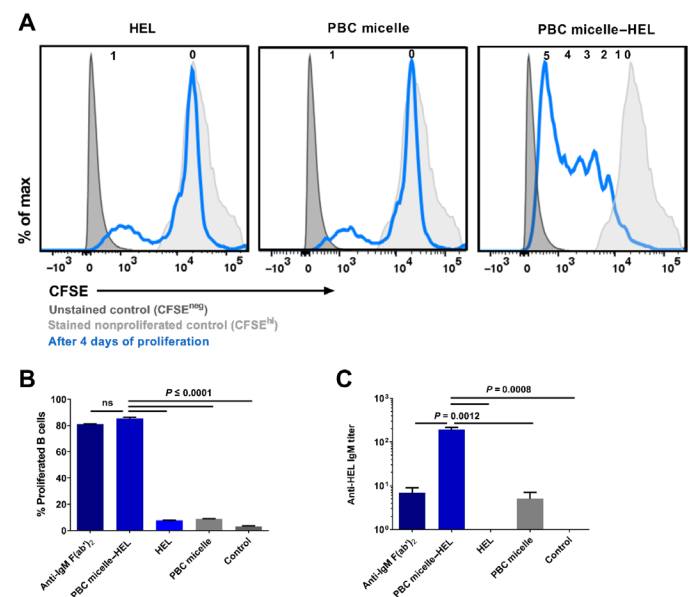 A
HEL
PBC micelle
PBC micelle–HEL
1 0
1 0
5 4 3 2 1 0
% of max
–10³ 0 10³ 10⁴ 10⁵
–10³ 0 10³ 10⁴ 10⁵
–10³ 0 10³ 10⁴ 10⁵
CFSE
Unstained control (CFSEⁿᵉᵍ)
Stained nonproliferated control (CFSEʰⁱ)
After 4 days of proliferation
B
% Proliferated B cells
100
80
60
40
20
0
ns
P ≤ 0.0001
Anti-IgM F(ab')₂
PBC micelle–HEL
HEL
PBC micelle
Control
C
Anti-HEL IgM titer
10³
10²
10¹
10⁰
P = 0.0008
P = 0.0012
Anti-IgM F(ab')₂
PBC micelle–HEL
HEL
PBC micelle
Control